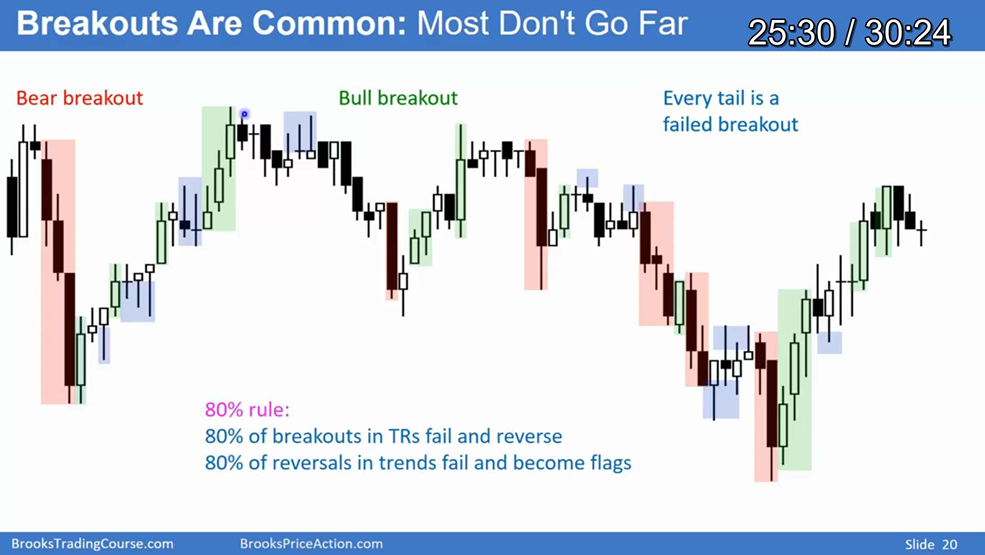 Breakouts Are Common: Most Don't Go Far
25:30 / 30:24
Bear breakout
Bull breakout
Every tail is a
failed breakout
80% rule:
80% of breakouts in TRs fail and reverse
80% of reversals in trends fail and become flags
BrooksTradingCourse.com
BrooksPriceAction.com
Slide 20